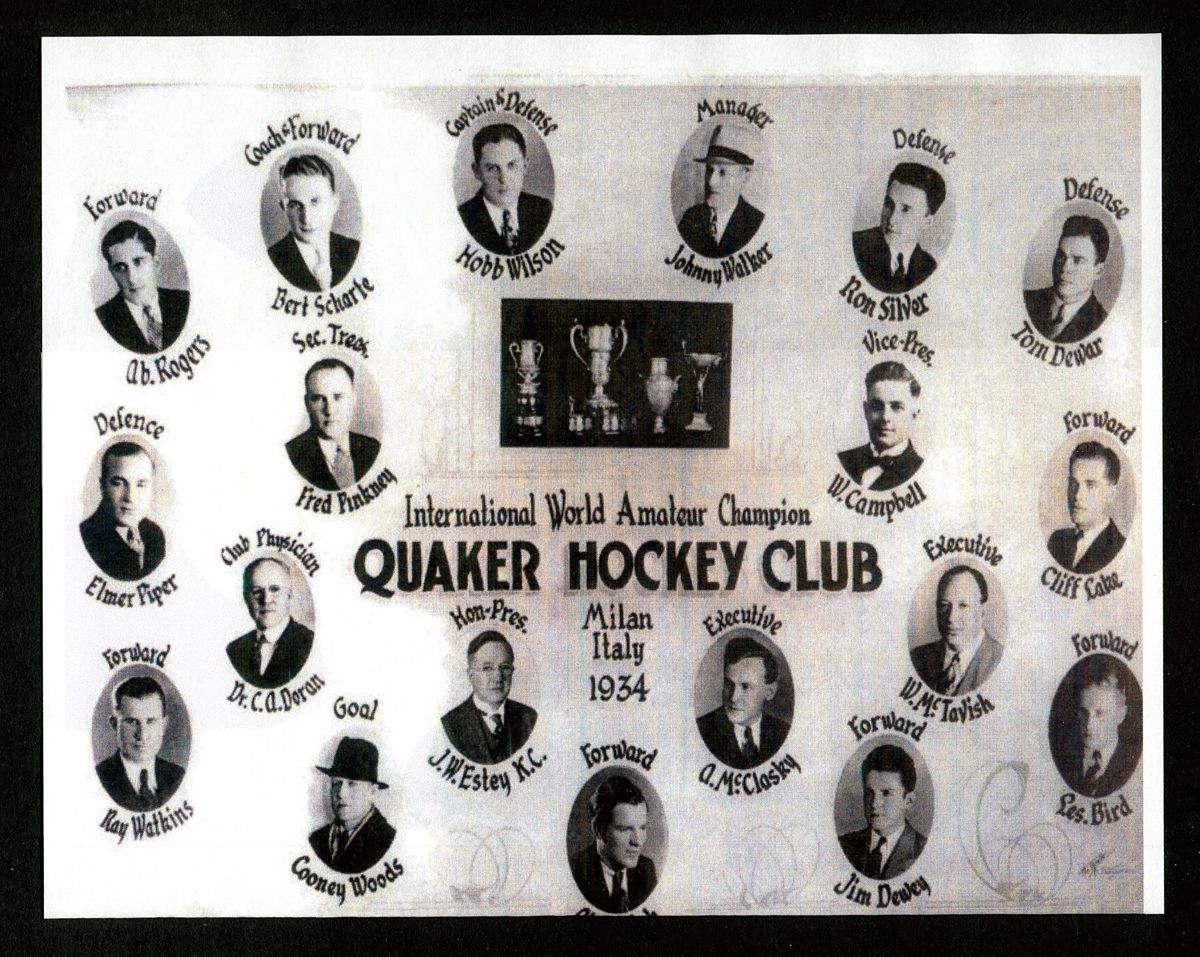 Captain & Defense
Hobb Wilson
Manager
Johnny Walker
Coach & Forward
Bert Scharfe
Defense
Ron Silver
Forward
Ab. Rogers
Defense
Tom Dewar
Sec. Treas.
Fred Pinkney
Vice-Pres.
W. Campbell
Defence
Elmer Piper
Forward
Cliff Lake
International World Amateur Champion
QUAKER HOCKEY CLUB
Milan
Italy
1934
Club Physician
Dr. C.A. Doran
Executive
W. McTavish
Hon-Pres.
J.W. Estey K.C.
Executive
A. McClosky
Forward
Ray Watkins
Forward
Les. Bird
Goal
Cooney Woods
Forward
Forward
Jim Dewey